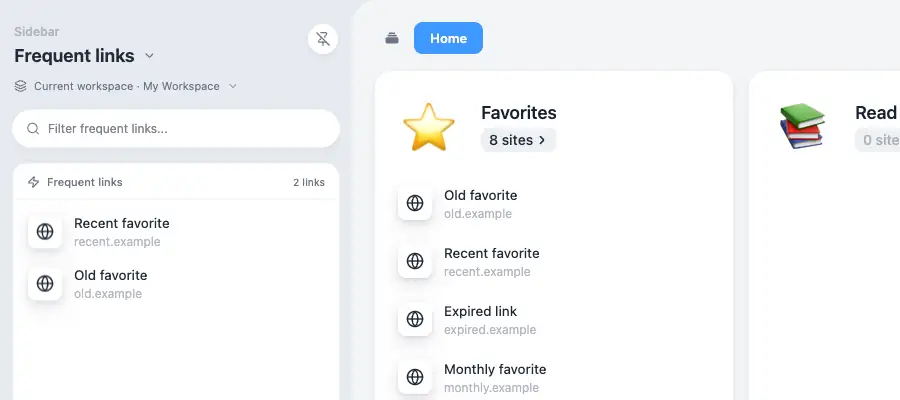 Sidebar
Frequent links
Current workspace · My Workspace
Filter frequent links...
Frequent links
2 links
Recent favorite
recent.example
Old favorite
old.example
Home
Favorites
8 sites
Old favorite
old.example
Recent favorite
recent.example
Expired link
expired.example
Monthly favorite
monthly.example
Read
0 site